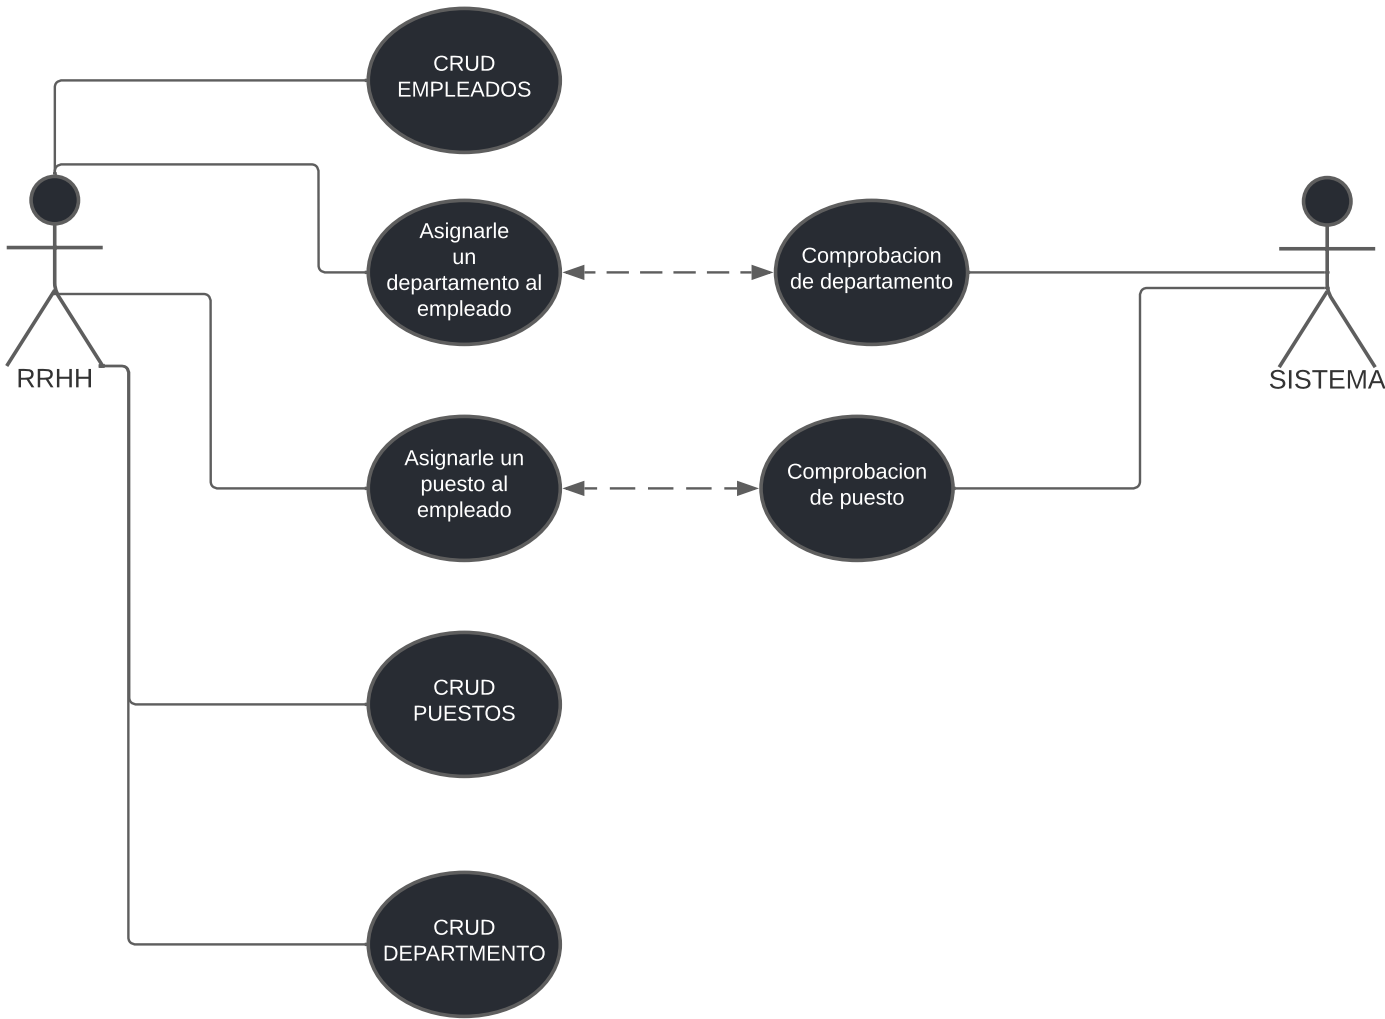 CRUD
EMPLEADOS
Asignarle
un
departamento al
empleado
Comprobacion
de departamento
RRHH
SISTEMA
Asignarle un
puesto al
empleado
Comprobacion
de puesto
CRUD
PUESTOS
CRUD
DEPARTMENTO